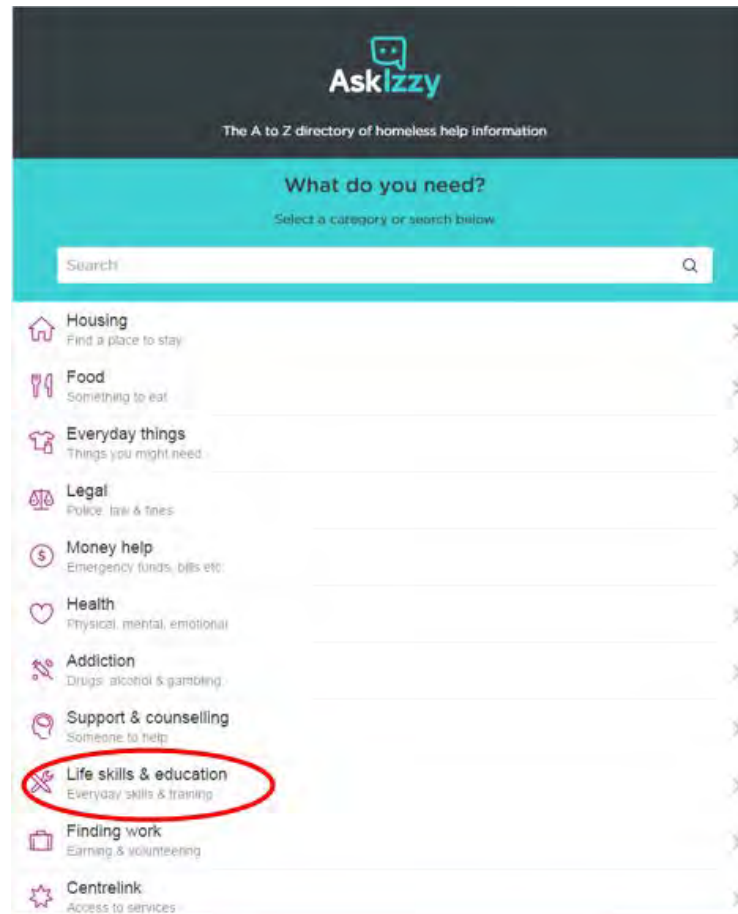 AskIzzy
The A to Z directory of homeless help information
What do you need?
Select a category or search below
Search
Housing
Find a place to stay
Food
Something to eat
Everyday things
Things you might need
Legal
Police, law & fines
Money help
Emergency funds, bills etc
Health
Physical, mental, emotional
Addiction
Drugs, alcohol & gambling
Support & counselling
Someone to help
Life skills & education
Everyday skills & training
Finding work
Earning & volunteering
Centrelink
Access to services